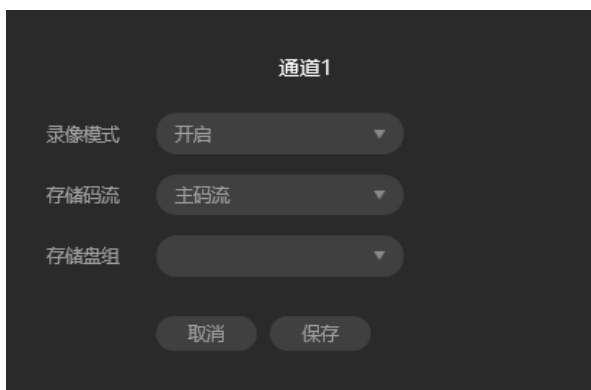 通道1
录像模式 开启
存储码流 主码流
存储盘组
取消 保存